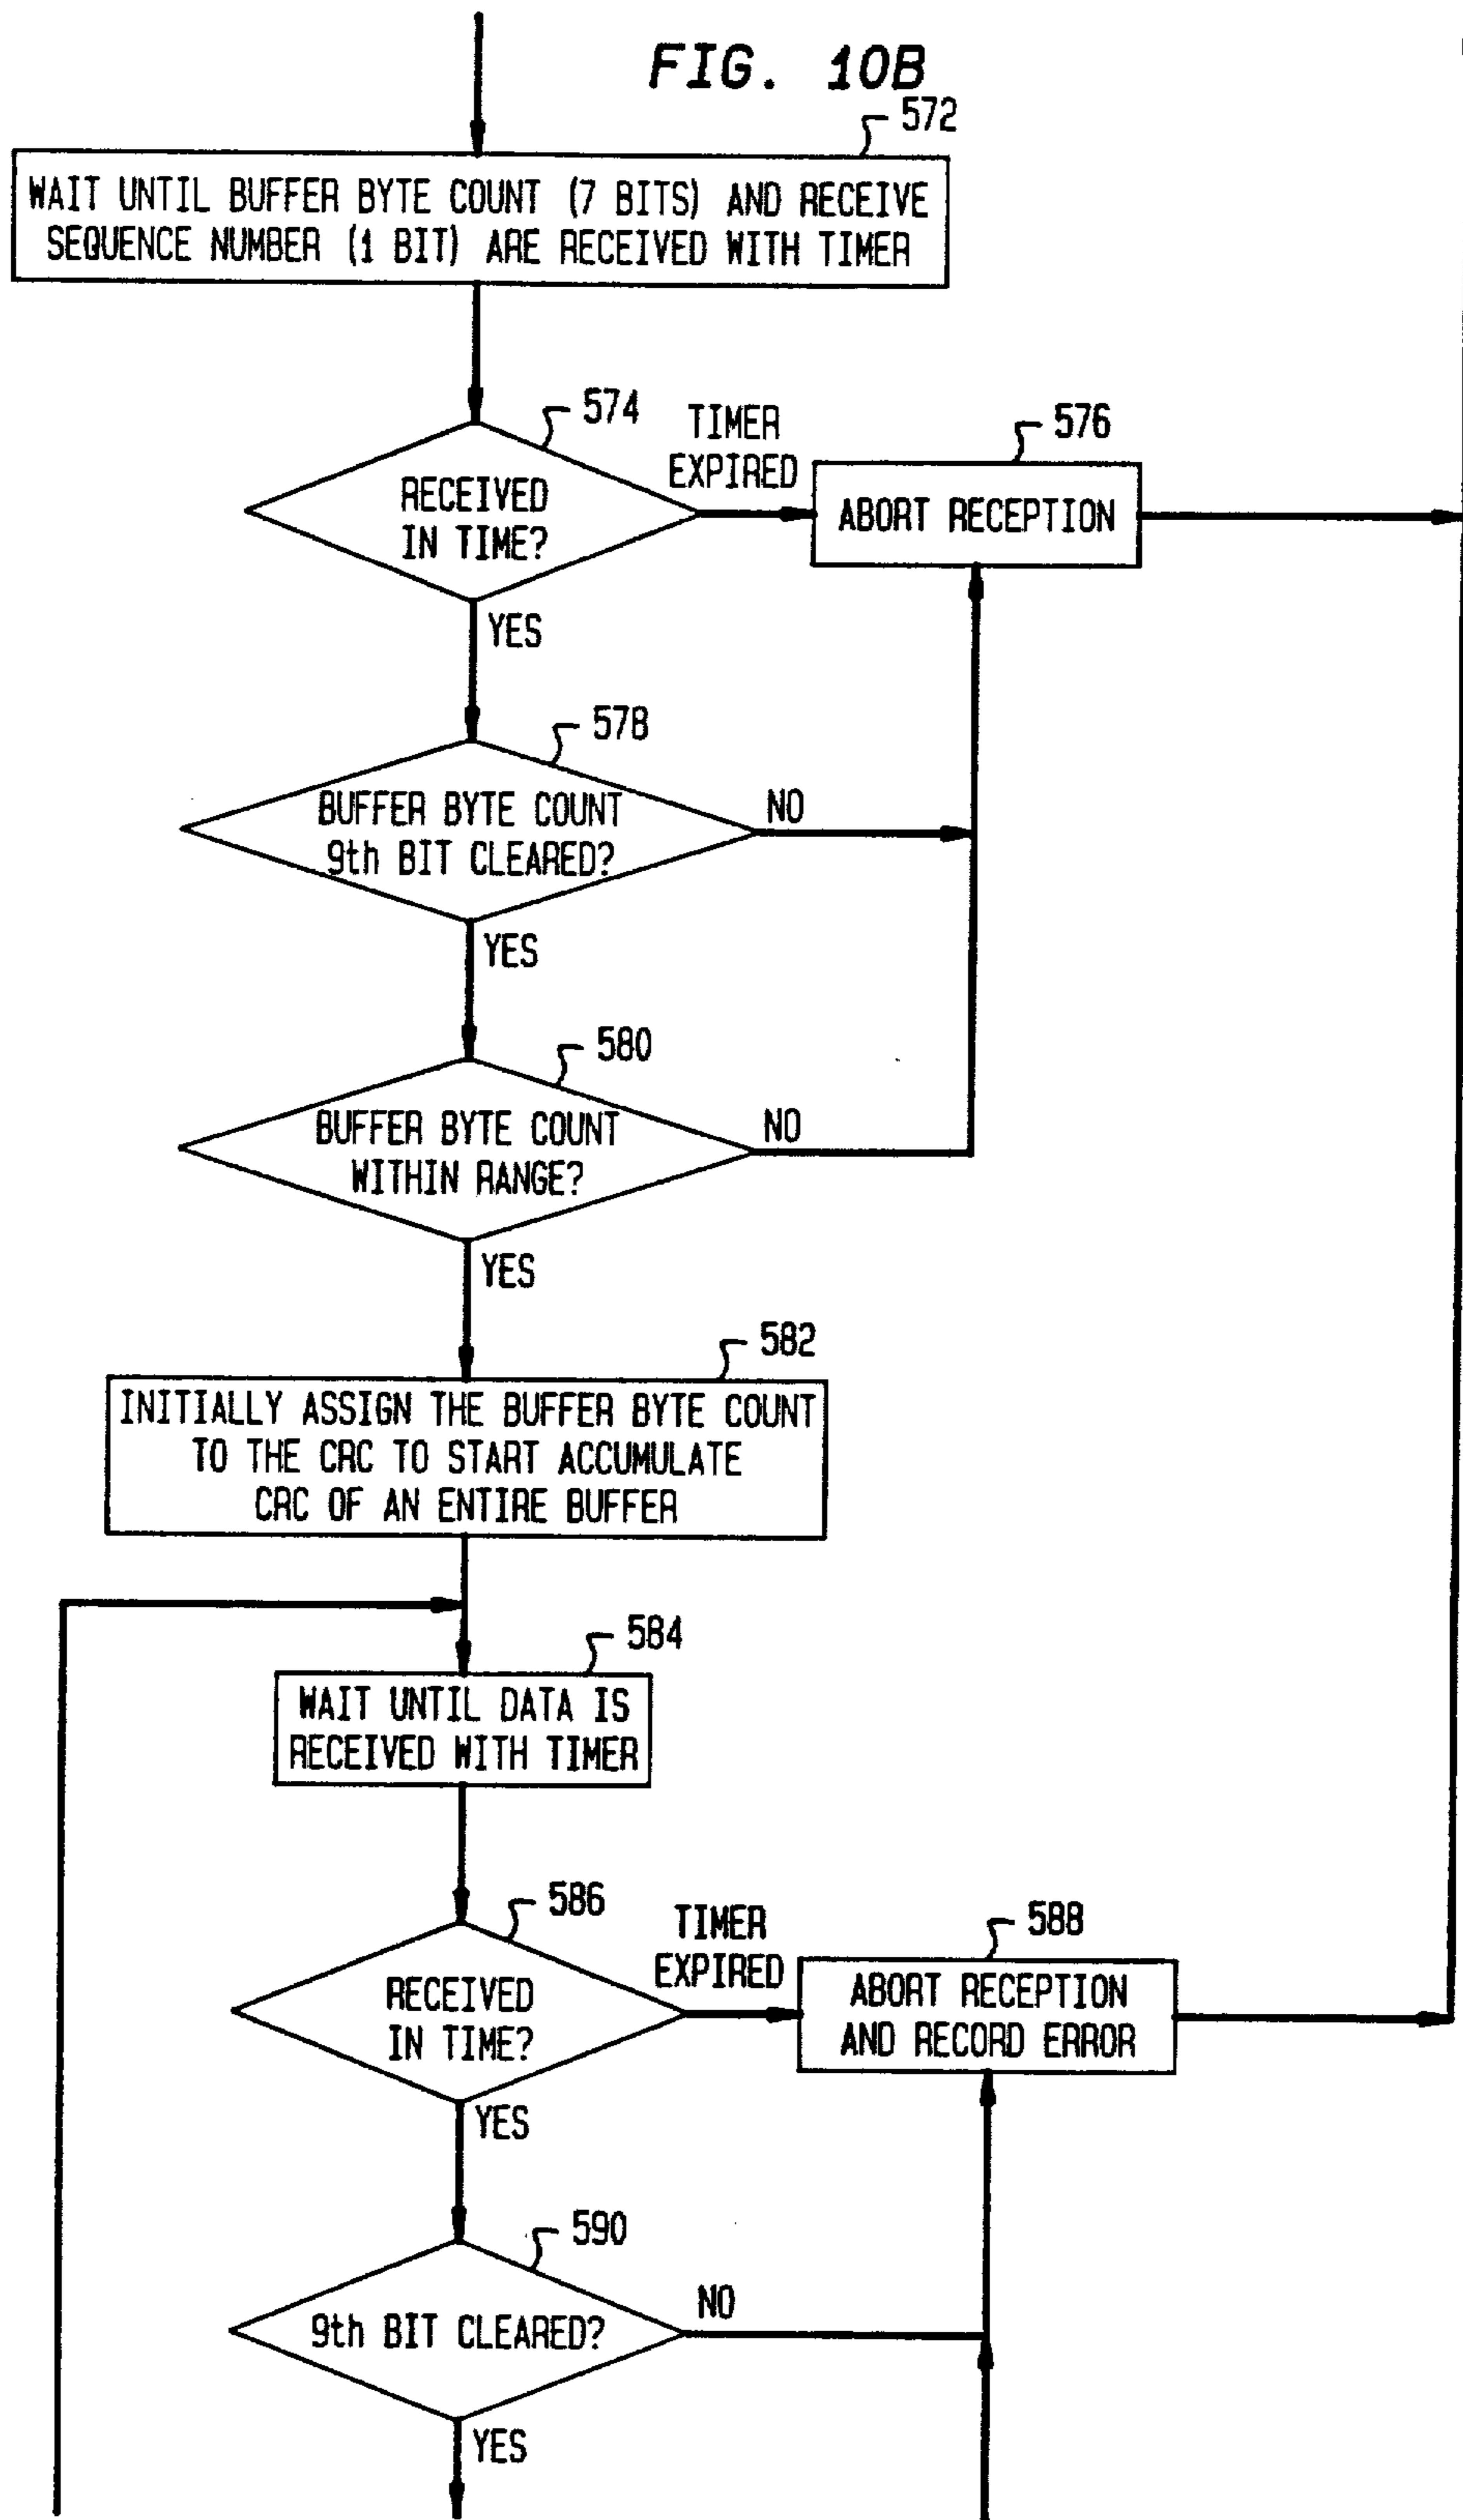 FIG. 10B
572
WAIT UNTIL BUFFER BYTE COUNT (7 BITS) AND RECEIVE
SEQUENCE NUMBER (1 BIT) ARE RECEIVED WITH TIMER
574
RECEIVED
IN TIME?
TIMER
EXPIRED
576
ABORT RECEPTION
YES
578
BUFFER BYTE COUNT
9th BIT CLEARED?
NO
YES
580
BUFFER BYTE COUNT
WITHIN RANGE?
NO
YES
582
INITIALLY ASSIGN THE BUFFER BYTE COUNT
TO THE CRC TO START ACCUMULATE
CRC OF AN ENTIRE BUFFER
584
WAIT UNTIL DATA IS
RECEIVED WITH TIMER
586
RECEIVED
IN TIME?
TIMER
EXPIRED
588
ABORT RECEPTION
AND RECORD ERROR
YES
590
9th BIT CLEARED?
NO
YES